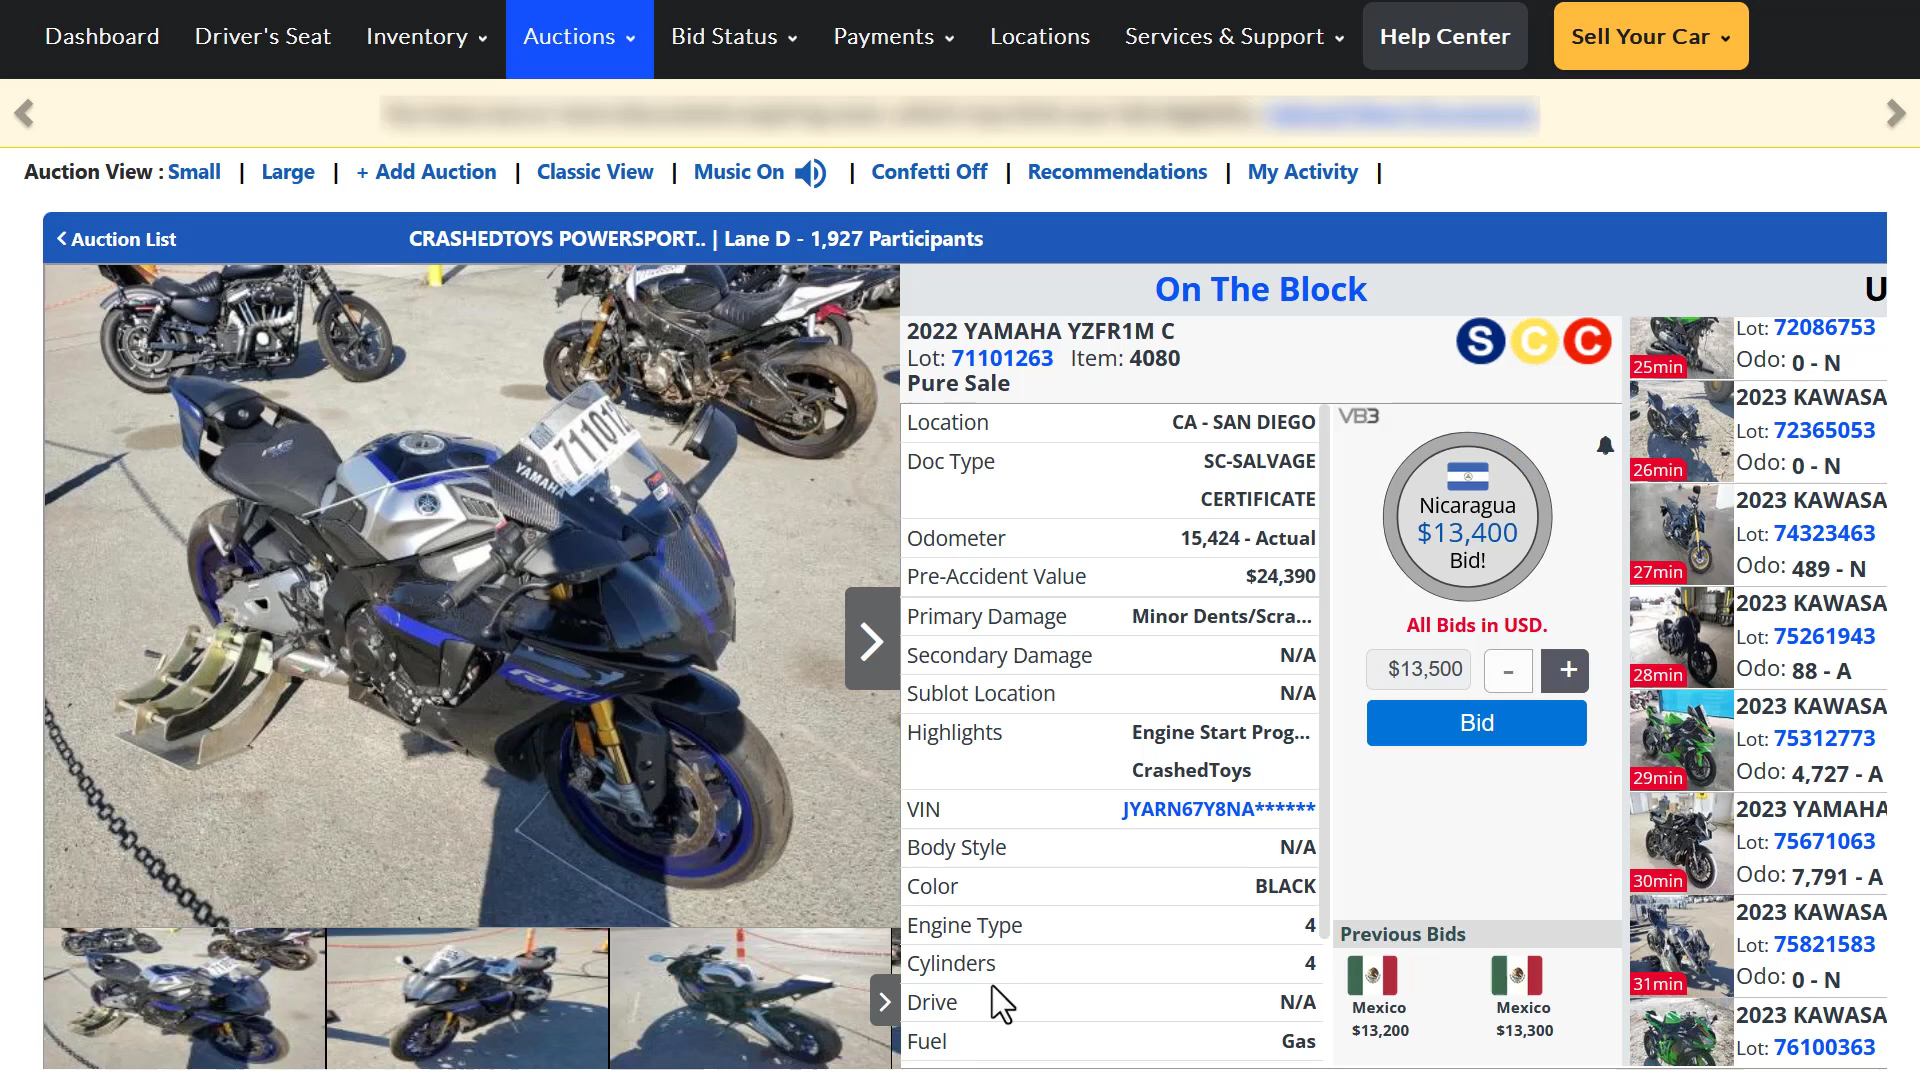 Dashboard
Driver's Seat
Inventory
Auctions
Bid Status
Payments
Locations
Services & Support
Help Center
Sell Your Car
Auction View : Small | Large | + Add Auction | Classic View | Music On | Confetti Off | Recommendations | My Activity |
Auction List
CRASHEDTOYS POWERSPORT.. | Lane D - 1,927 Participants
On The Block
U
2022 YAMAHA YZFR1M C
Lot: 71101263 Item: 4080
Pure Sale
S C C
Location CA - SAN DIEGO
Doc Type SC-SALVAGE
CERTIFICATE
Odometer 15,424 - Actual
Pre-Accident Value $24,390
Primary Damage Minor Dents/Scra...
Secondary Damage N/A
Sublot Location N/A
Highlights Engine Start Prog...
CrashedToys
VIN JYARN67Y8NA******
Body Style N/A
Color BLACK
Engine Type 4
Cylinders 4
Drive N/A
Fuel Gas
VB3
Nicaragua
$13,400
Bid!
All Bids in USD.
$13,500 - +
Bid
Previous Bids
Mexico
$13,200
Mexico
$13,300
Lot: 72086753
25min
Odo: 0 - N
2023 KAWASA
Lot: 72365053
26min
Odo: 0 - N
2023 KAWASA
Lot: 74323463
27min
Odo: 489 - N
2023 KAWASA
Lot: 75261943
28min
Odo: 88 - A
2023 KAWASA
Lot: 75312773
29min
Odo: 4,727 - A
2023 YAMAHA
Lot: 75671063
30min
Odo: 7,791 - A
2023 KAWASA
Lot: 75821583
31min
Odo: 0 - N
2023 KAWASA
Lot: 76100363
YAMAHA
R1M